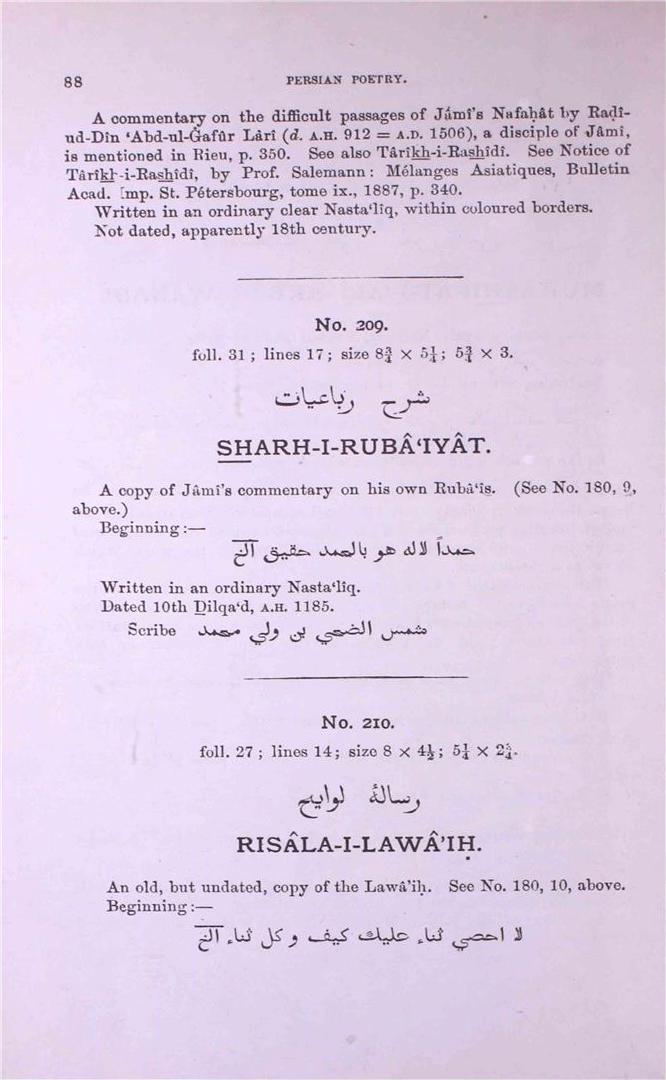 88 PERSIAN POETRY.
A commentary on the difficult passages of Jâmî's Nafaḥât by Raḍî-
ud-Dîn ‘Abd-ul-Ġafûr Lârî (d. A.H. 912 = A.D. 1506), a disciple of Jâmî,
is mentioned in Rieu, p. 350. See also Târîkh-i-Rashîdî. See Notice of
Târîkh-i-Rashîdî, by Prof. Salemann: Mélanges Asiatiques, Bulletin
Acad. Imp. St. Pétersbourg, tome ix., 1887, p. 340.
Written in an ordinary clear Nasta‘lîq, within coloured borders.
Not dated, apparently 18th century.
No. 209.
foll. 31; lines 17; size 8¾ × 5¼; 5¾ × 3.
شرح رباعيات
SHARH-I-RUBÂ‘IYÂT.
A copy of Jâmî's commentary on his own Rubâ‘îs. (See No. 180, 9,
above.)
Beginning:—
حمداً لاله هو بالحمد حقيق الخ
Written in an ordinary Nasta‘lîq.
Dated 10th Ḏilqa‘d, A.H. 1185.
Scribe شمس الضحي بن ولي محمد
No. 210.
foll. 27; lines 14; size 8 × 4½; 5¼ × 2¾.
رسالۀ لوايح
RISÂLA-I-LAWÂ’IḤ.
An old, but undated, copy of the Lawâ’iḥ. See No. 180, 10, above.
Beginning:—
لا احصي ثناء عليك كيف و كل ثناء الخ